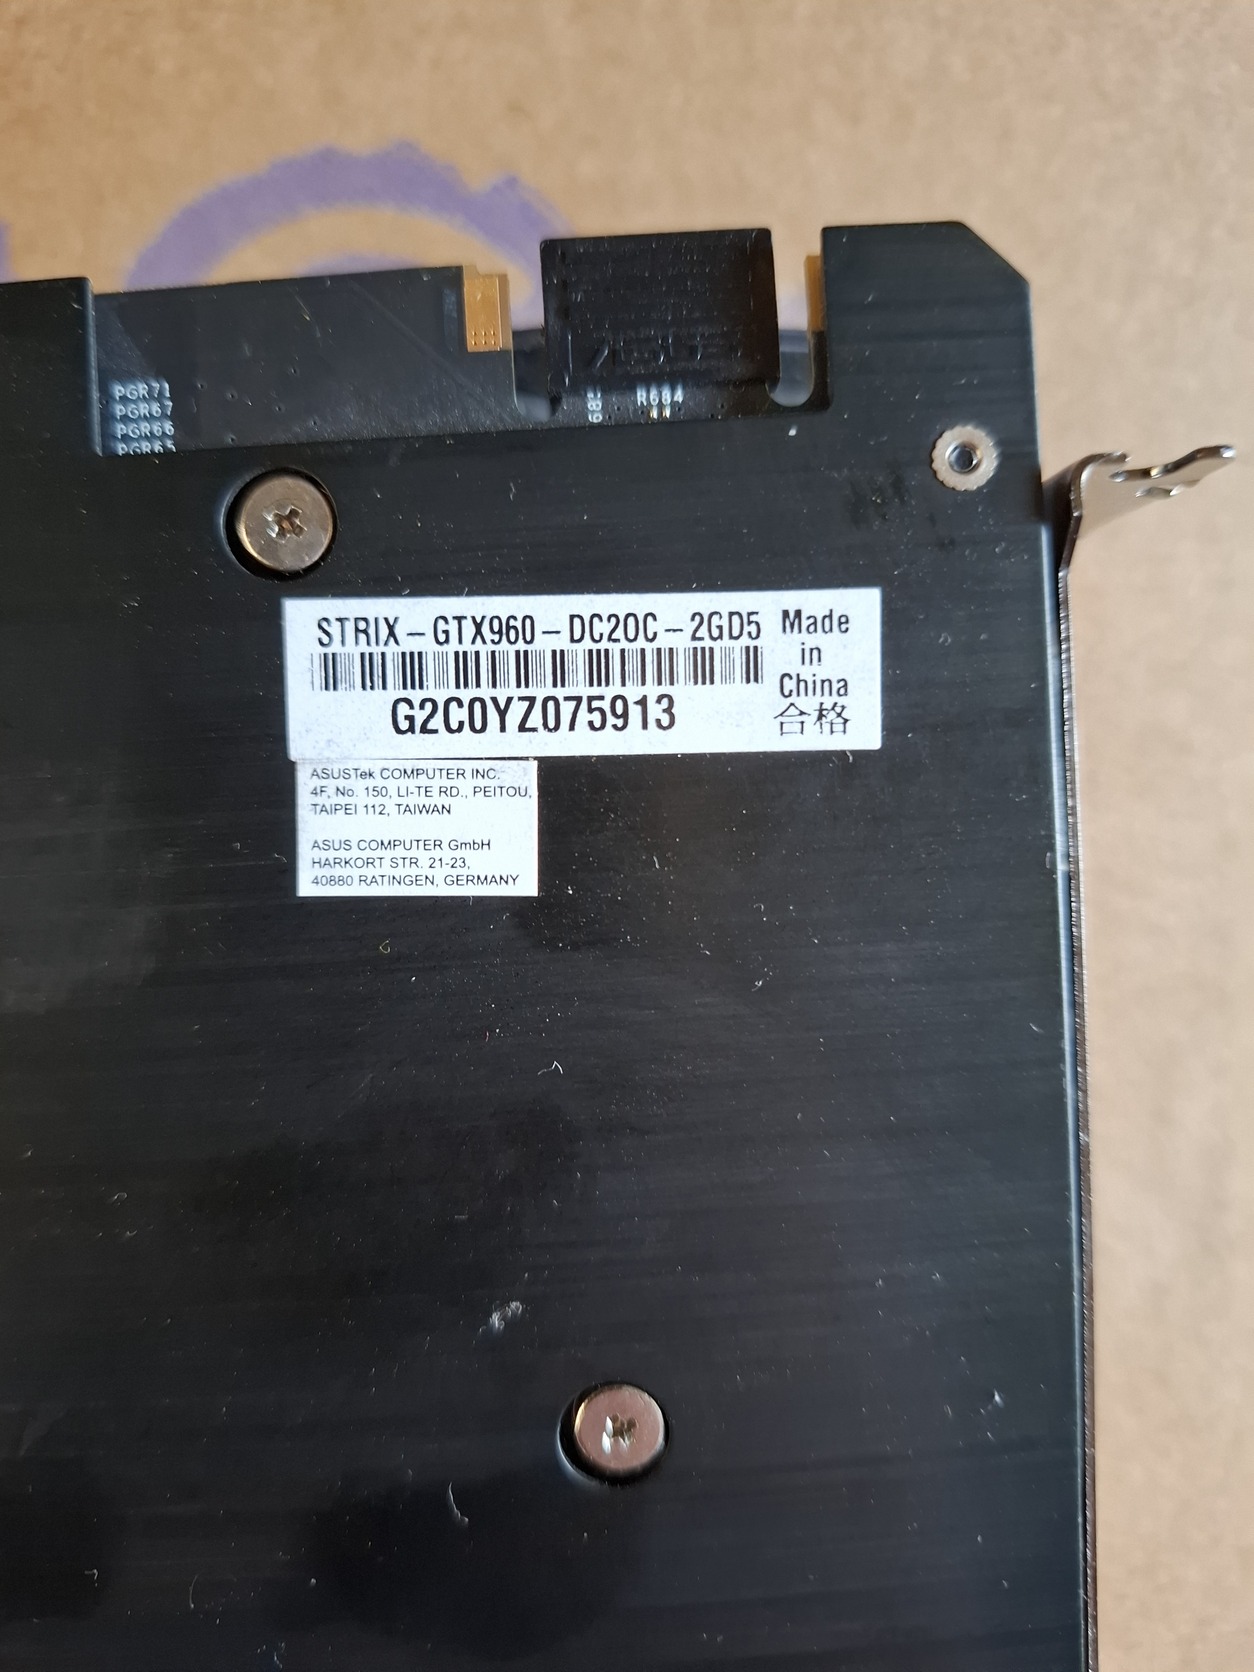 PGR71
PGR67
PGR66
PGR65
R684
STRIX-GTX960-DC2OC-2GD5
G2C0YZ075913
Made
in
China
合格
ASUSTek COMPUTER INC.
4F, No. 150, LI-TE RD., PEITOU,
TAIPEI 112, TAIWAN
ASUS COMPUTER GmbH
HARKORT STR. 21-23,
40880 RATINGEN, GERMANY